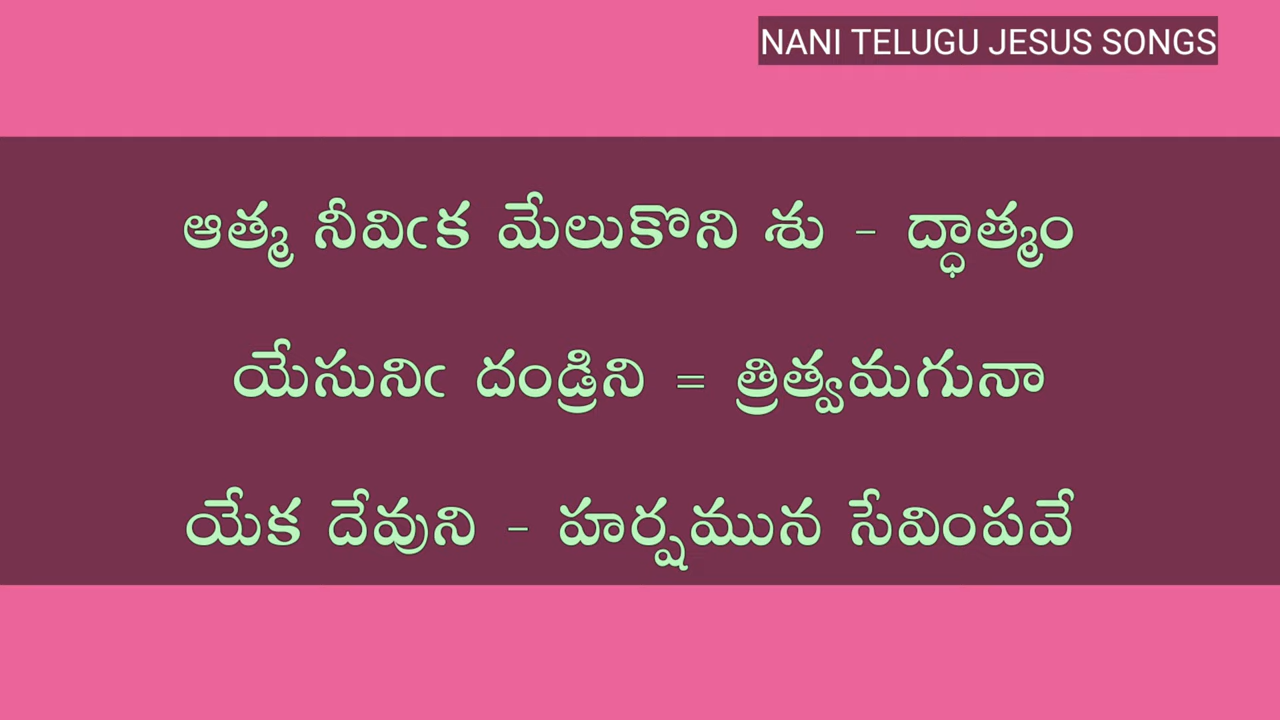 NANI TELUGU JESUS SONGS
ఆత్మ నీవిఁక మేలుకొని శు - ద్ధాత్మం
యేసునిఁ దండ్రిని = త్రిత్వమగునా
యేక దేవుని - హర్షమున సేవింపవే